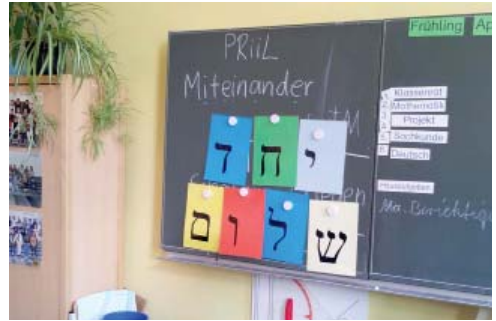 PRiiL
Miteinander
יחד
שלום
Frühling
Klassenrat
Mathematik
Projekt
Sachkunde
Deutsch
Hausaufgaben